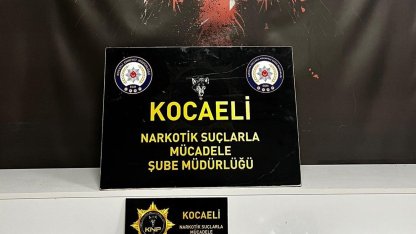 KOCAELİ
NARKOTİK SUÇLARLA
MÜCADELE
ŞUBE MÜDÜRLÜĞÜ
KOCAELİ
NARKOTİK SUÇLARLA
MÜCADELE